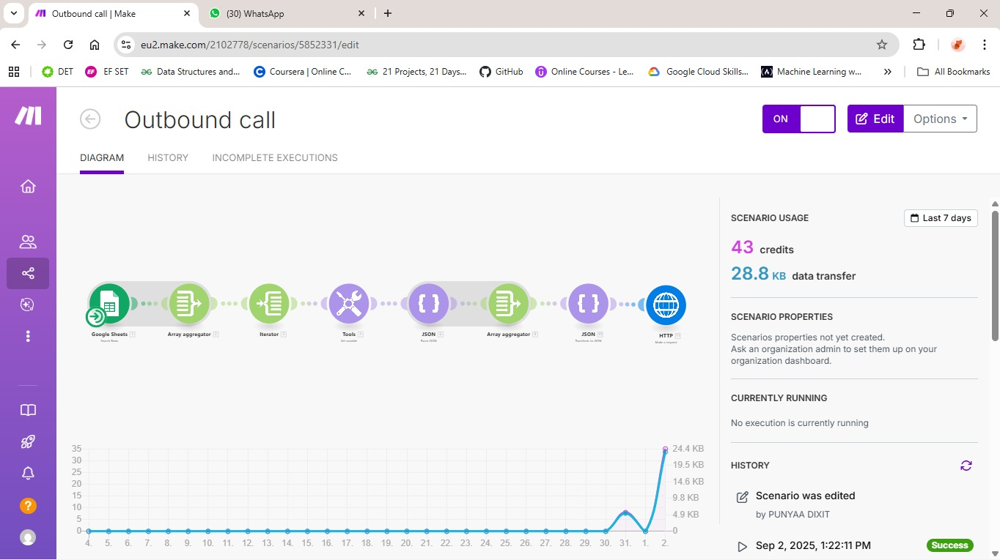 Outbound call | Make
(30) WhatsApp
eu2.make.com/2102778/scenarios/5852331/edit
DET
EF SET
Data Structures and...
Coursera | Online C...
21 Projects, 21 Days...
GitHub
Online Courses - Le...
Google Cloud Skills...
Machine Learning w...
All Bookmarks
Outbound call
ON
Edit
Options
DIAGRAM
HISTORY
INCOMPLETE EXECUTIONS
SCENARIO USAGE
Last 7 days
43 credits
28.8 KB data transfer
SCENARIO PROPERTIES
Scenarios properties not yet created.
Ask an organization admin to set them up on your
organization dashboard.
CURRENTLY RUNNING
No execution is currently running
HISTORY
Scenario was edited
by PUNYAA DIXIT
Sep 2, 2025, 1:22:11 PM
Success
Google Sheets
Search Rows
Array aggregator
Iterator
Tools
Set variable
JSON
Parse JSON
Array aggregator
JSON
Transform to JSON
HTTP
Make a request
35
30
25
20
15
10
5
0
24.4 KB
19.5 KB
14.6 KB
9.8 KB
4.9 KB
0
4. 5. 6. 7. 8. 9. 10. 11. 12. 13. 14. 15. 16. 17. 18. 19. 20. 21. 22. 23. 24. 25. 26. 27. 28. 29. 30. 31. 1. 2.
?